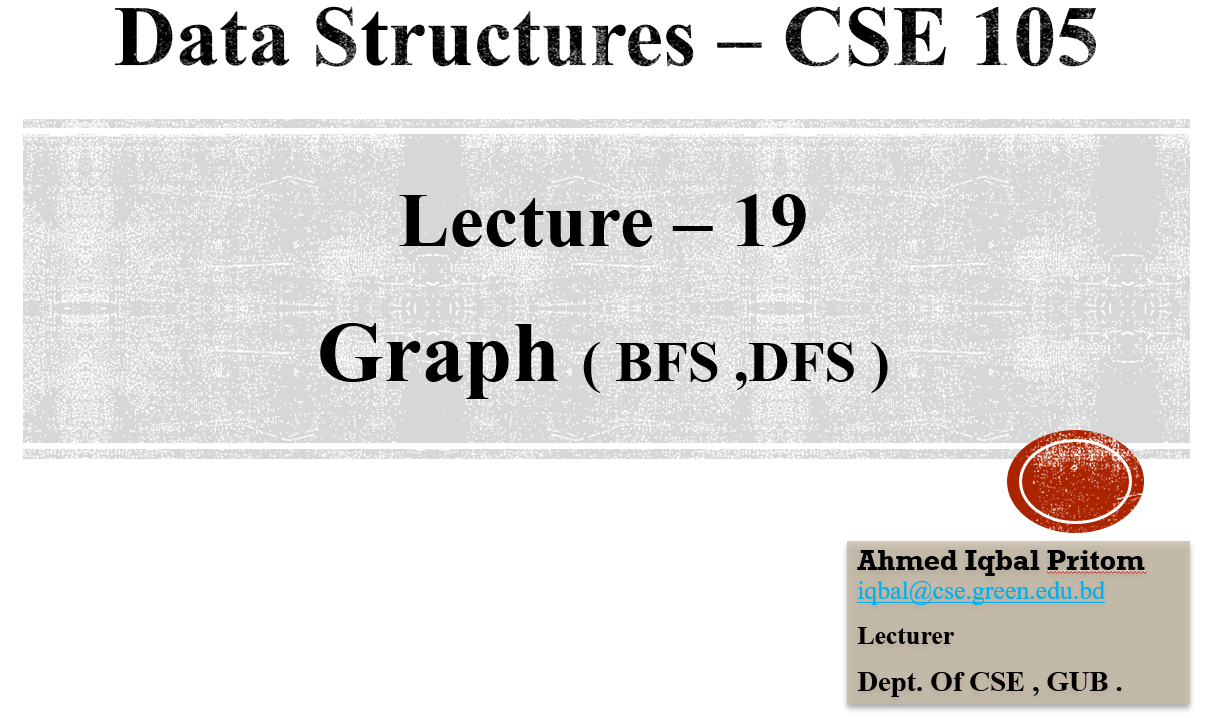 Data Structures – CSE 105
Lecture – 19
Graph ( BFS ,DFS )
Ahmed Iqbal Pritom
iqbal@cse.green.edu.bd
Lecturer
Dept. Of CSE , GUB .